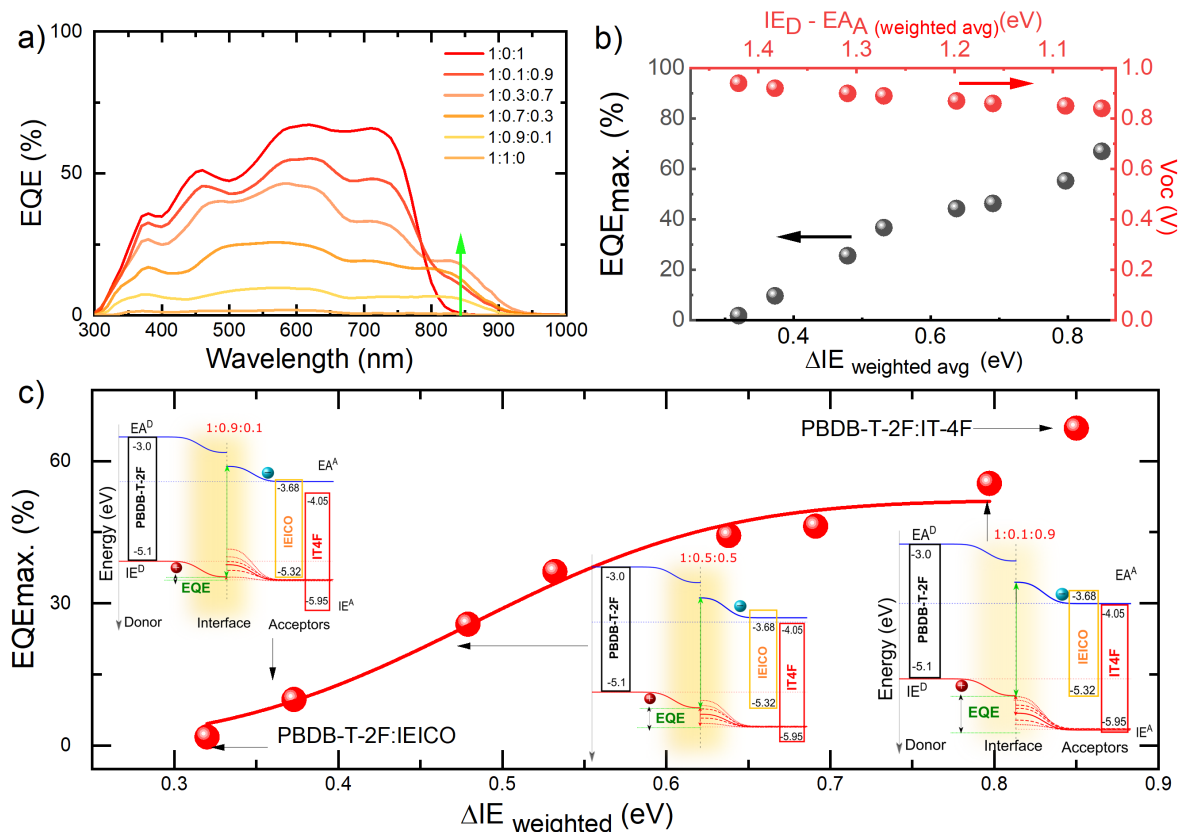 a)
EQE (%)
100
50
0
300 400 500 600 700 800 900 1000
Wavelength (nm)
1:0:1
1:0.1:0.9
1:0.3:0.7
1:0.7:0.3
1:0.9:0.1
1:1:0
b)
IED - EAA (weighted avg)(eV)
1.4 1.3 1.2 1.1
EQEmax. (%)
100
80
60
40
20
0
1.0
0.8
0.6
0.4
0.2
0.0
Voc (V)
0.4 0.6 0.8
ΔIE weighted avg (eV)
c)
EQEmax. (%)
60
30
0
0.3 0.4 0.5 0.6 0.7 0.8 0.9
ΔIE weighted (eV)
PBDB-T-2F:IT-4F
PBDB-T-2F:IEICO
1:0.9:0.1
Energy (eV)
EAD
-3.0
PBDB-T-2F
-5.1
IED
EQE
EAA
-3.68
IEICO
-5.32
-4.05
IT4F
-5.95
IEA
Donor Interface Acceptors
1:0.5:0.5
-3.0
PBDB-T-2F
-5.1
EQE
-3.68
IEICO
-5.32
-4.05
IT4F
-5.95
1:0.1:0.9
Energy (eV)
EAD
-3.0
PBDB-T-2F
-5.1
IED
EQE
EAA
-3.68
IEICO
-5.32
-4.05
IT4F
-5.95
IEA
Donor Interface Acceptors